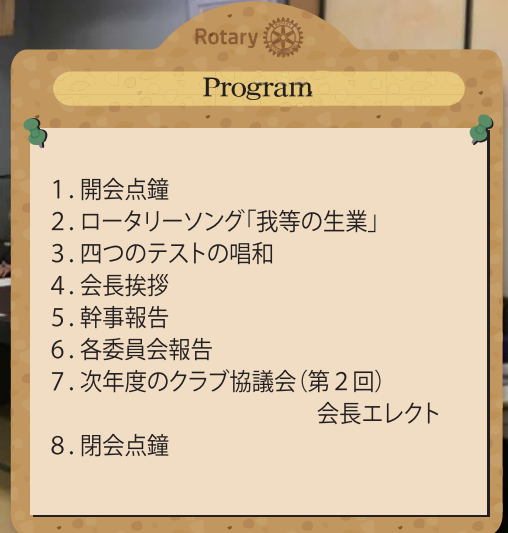 Rotary
Program
1. 開会点鐘
2. ロータリーソング「我等の生業」
3. 四つのテストの唱和
4. 会長挨拶
5. 幹事報告
6. 各委員会報告
7. 次年度のクラブ協議会(第2回)
会長エレクト
8. 閉会点鐘